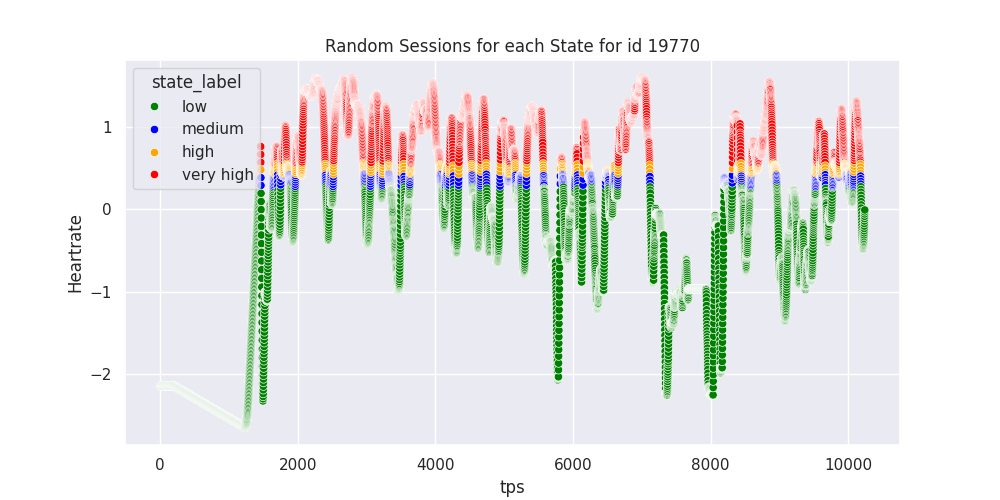 Random Sessions for each State for id 19770
state_label
low
medium
high
very high
Heartrate
1
0
−1
−2
0
2000
4000
6000
8000
10000
tps